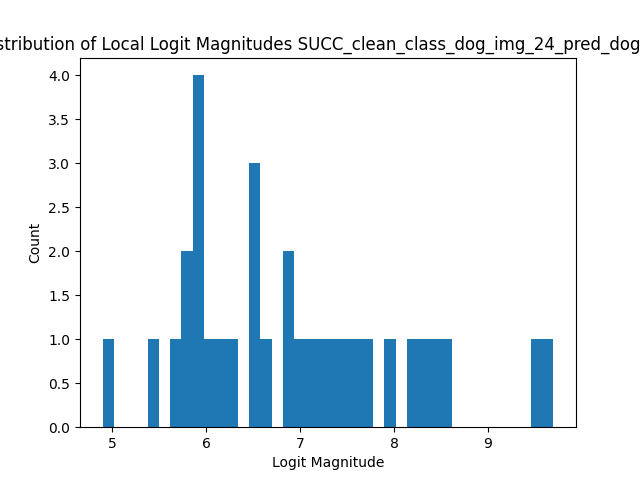 stribution of Local Logit Magnitudes SUCC_clean_class_dog_img_24_pred_dog
4.0
3.5
3.0
2.5
2.0
1.5
1.0
0.5
0.0
Count
5 6 7 8 9
Logit Magnitude